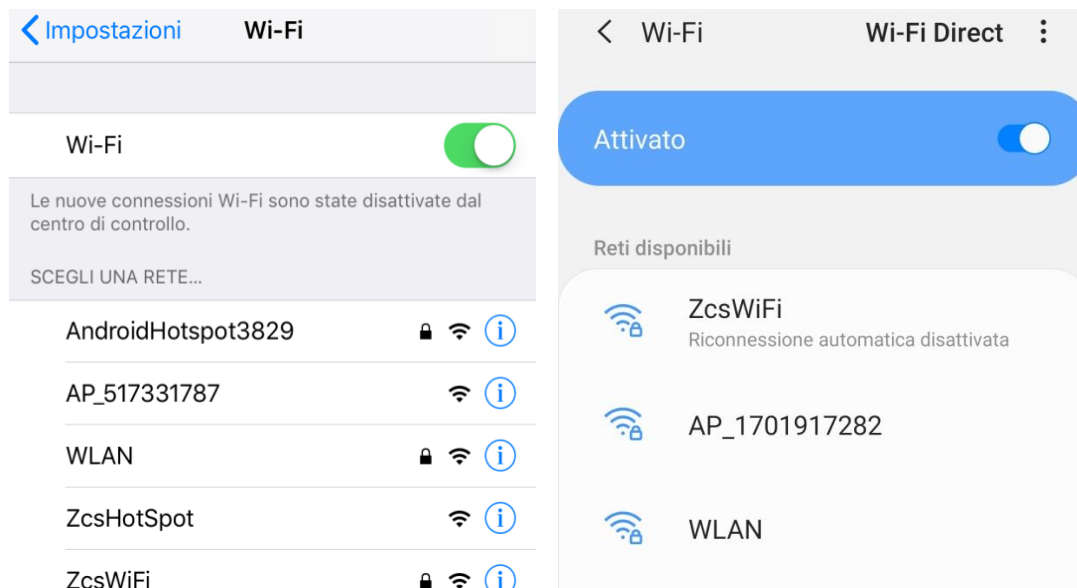 Impostazioni Wi-Fi
Wi-Fi
Le nuove connessioni Wi-Fi sono state disattivate dal
centro di controllo.
SCEGLI UNA RETE...
AndroidHotspot3829
AP_517331787
WLAN
ZcsHotSpot
ZcsWiFi
Wi-Fi Wi-Fi Direct
Attivato
Reti disponibili
ZcsWiFi
Riconnessione automatica disattivata
AP_1701917282
WLAN